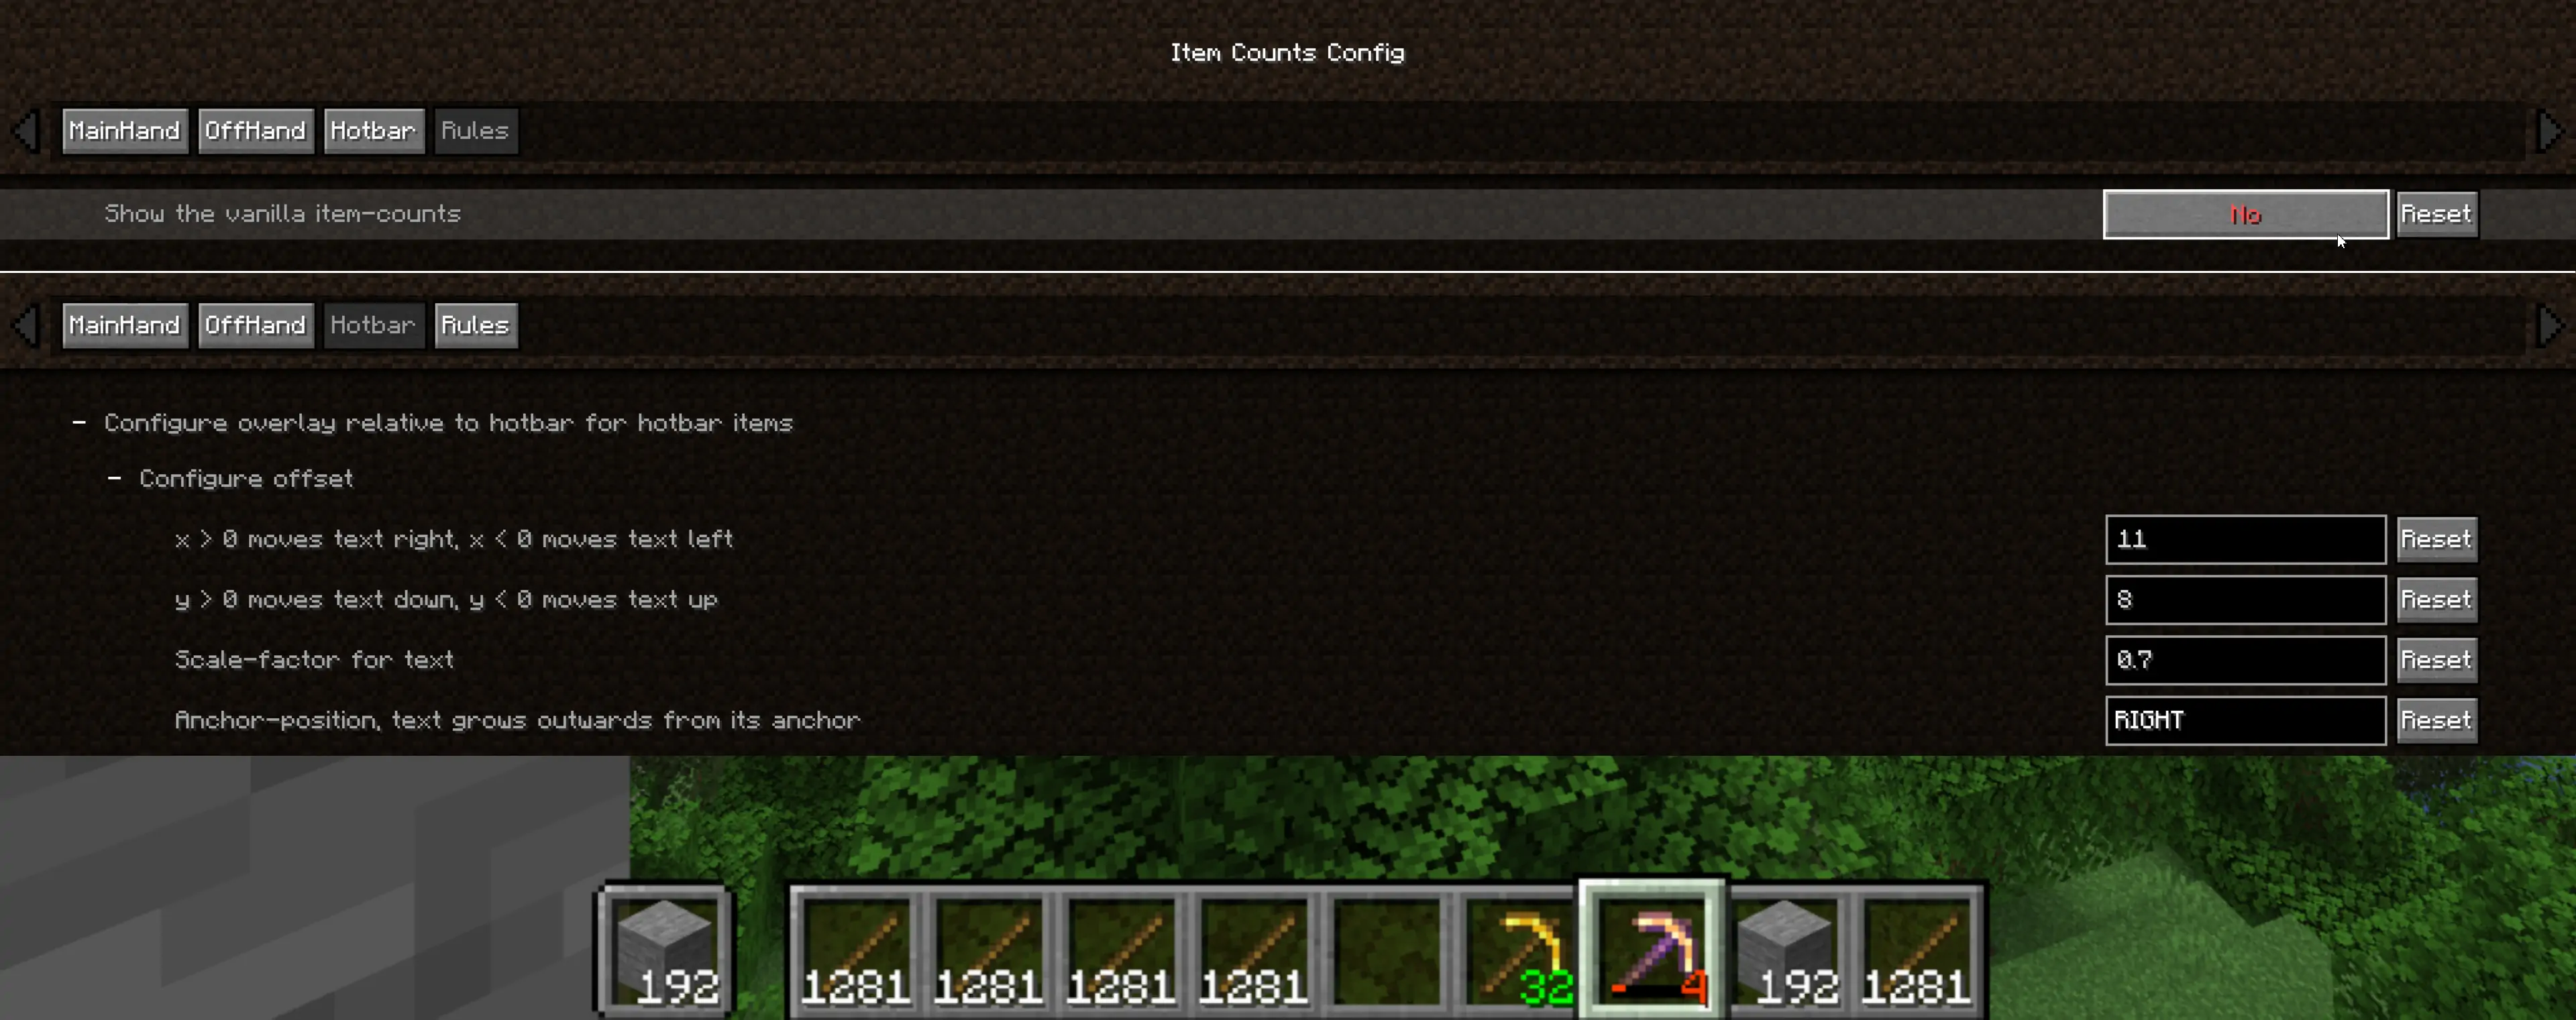 Item Counts Config
MainHand OffHand Hotbar Rules
Show the vanilla item-counts No Reset
MainHand OffHand Hotbar Rules
- Configure overlay relative to hotbar for hotbar items
- Configure offset
x > 0 moves text right, x < 0 moves text left 11 Reset
y > 0 moves text down, y < 0 moves text up 8 Reset
Scale-factor for text 0.7 Reset
Anchor-position, text grows outwards from its anchor RIGHT Reset
192 1281 1281 1281 1281 32 4 192 1281